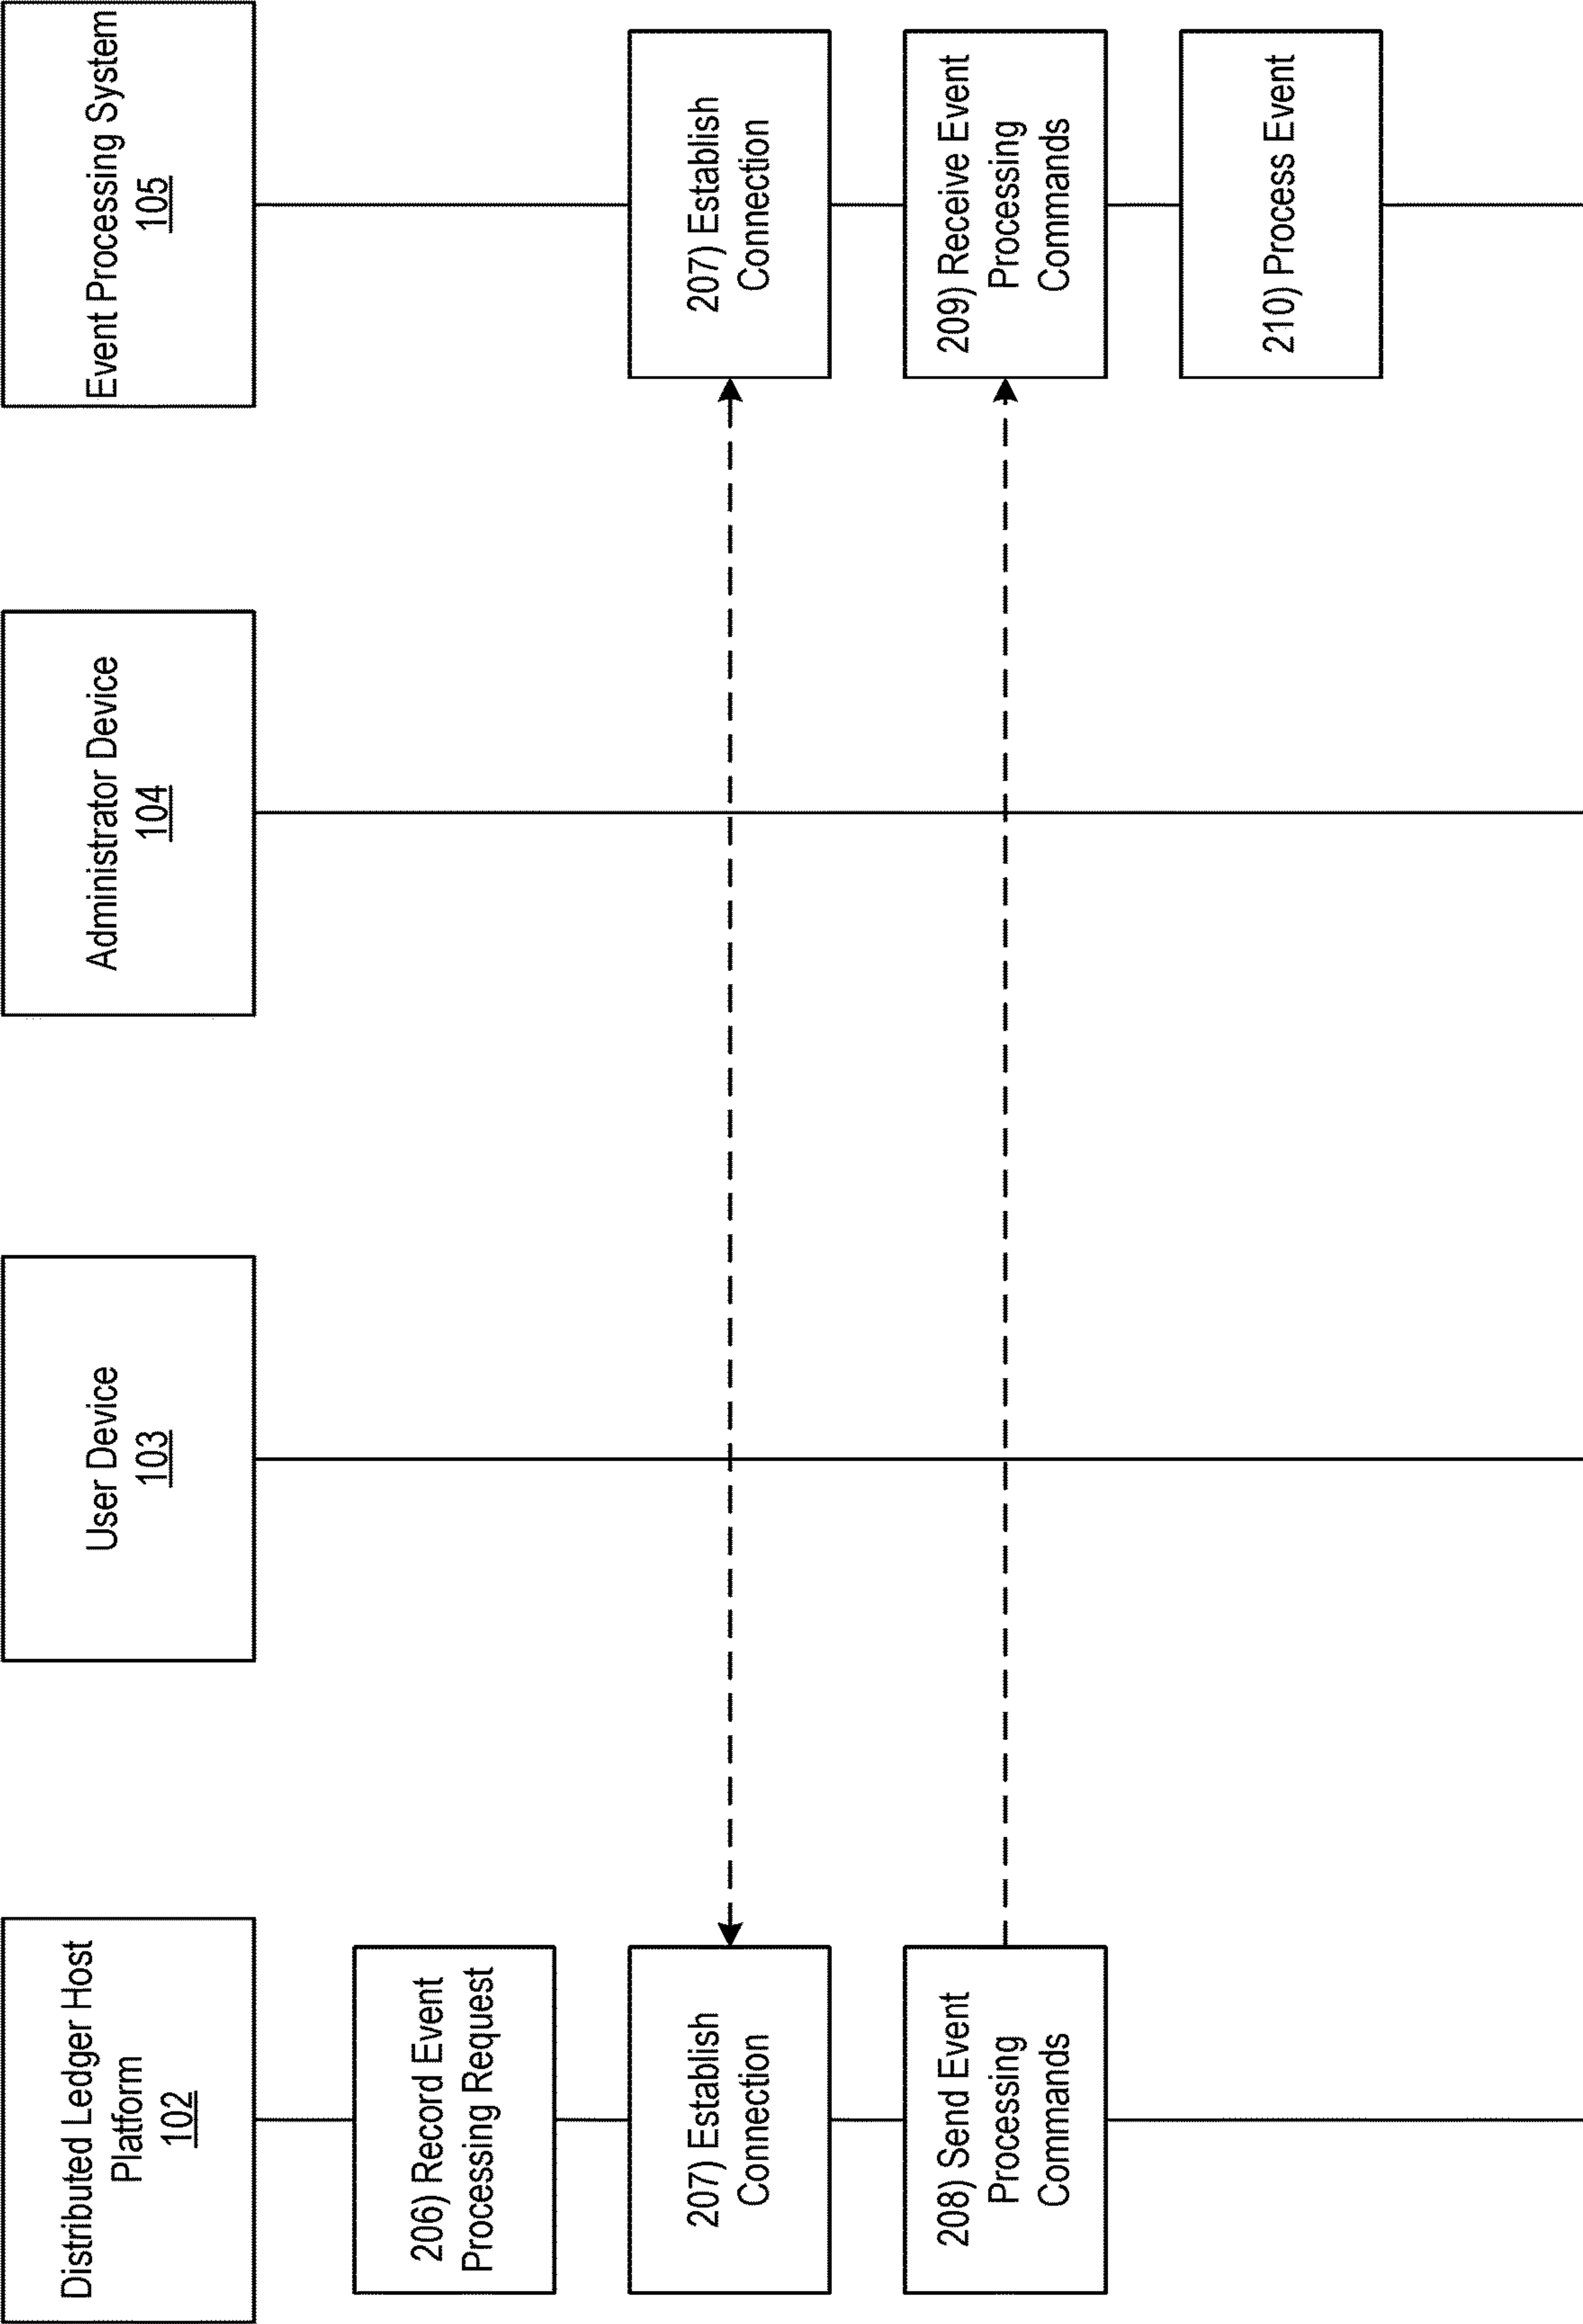 Distributed Ledger Host
Platform
102
User Device
103
Administrator Device
104
Event Processing System
105
206) Record Event
Processing Request
207) Establish
Connection
207) Establish
Connection
208) Send Event
Processing
Commands
209) Receive Event
Processing
Commands
210) Process Event